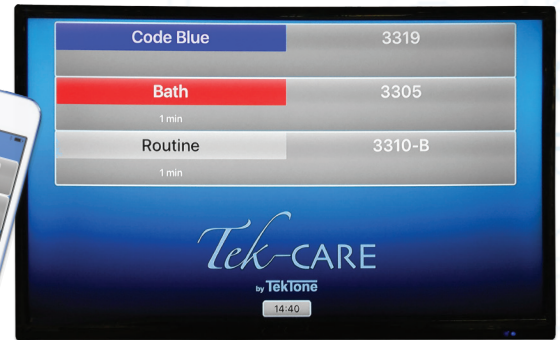 Code Blue 3319
Bath 3305
1 min
Routine 3310-B
1 min
Tek-CARE
by TekTone
14:40